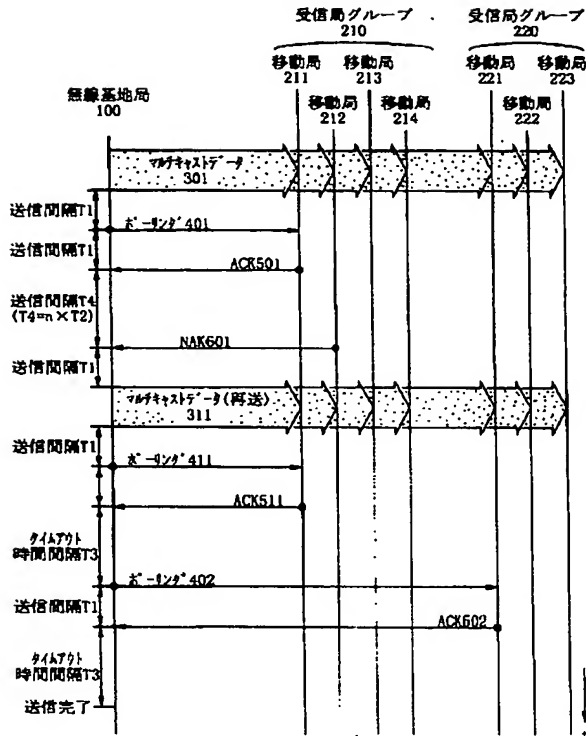 受信局グループ
210
受信局グループ
220
移動局
211
移動局
213
移動局
221
移動局
223
無線基地局
100
移動局
212
移動局
214
移動局
222
マルチキャストデータ
301
送信間隔T1
ポーリング401
送信間隔T1
ACK501
送信間隔T4
(T4=n×T2)
NAK601
送信間隔T1
マルチキャストデータ(再送)
311
送信間隔T1
ポーリング411
ACK511
タイムアウト
時間間隔T3
ポーリング402
送信間隔T1
ACK602
タイムアウト
時間間隔T3
送信完了